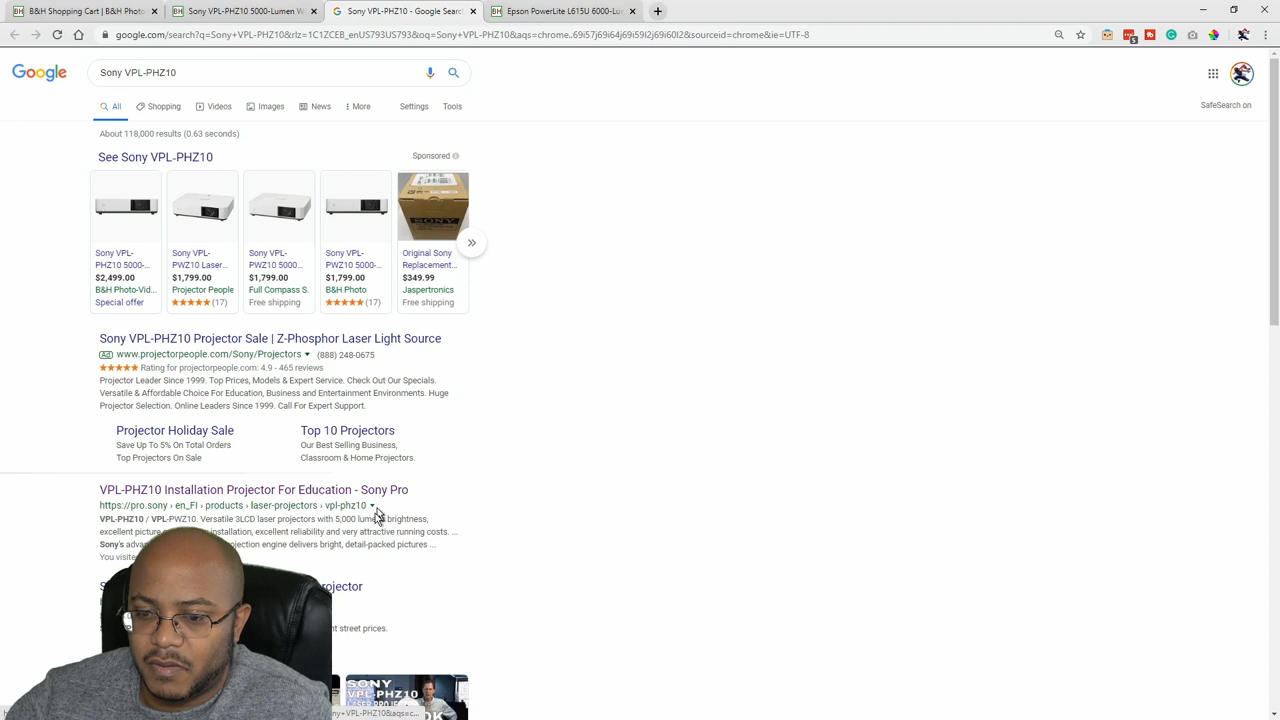 B&H Shopping Cart - B&H Photo
Sony VPL-PHZ10 5000-Lumen W
Sony VPL-PHZ10 - Google Search
Epson PowerLite L615U 6000-Lum
google.com/search?q=Sony+VPL-PHZ10&rlz=1C1ZCEB_enUS793US793&oq=Sony+VPL-PHZ10&aqs=chrome..69i57j69i64j69i59l2j69i60l2&sourceid=chrome&ie=UTF-8
Google
Sony VPL-PHZ10
All
Shopping
Videos
Images
News
More
Settings
Tools
SafeSearch on
About 118,000 results (0.63 seconds)
See Sony VPL-PHZ10
Sponsored
Sony VPL-
PHZ10 5000-...
$2,499.00
B&H Photo-Vid...
Special offer
Sony VPL-
PWZ10 Laser...
$1,799.00
Projector People
(17)
Sony VPL-
PWZ10 5000...
$1,799.00
Full Compass S.
Free shipping
Sony VPL-
PWZ10 5000-...
$1,799.00
B&H Photo
(17)
SONY
Original Sony
Replacement...
$349.99
Jaspertronics
Free shipping
Sony VPL-PHZ10 Projector Sale | Z-Phosphor Laser Light Source
Ad www.projectorpeople.com/Sony/Projectors (888) 248-0675
Rating for projectorpeople.com: 4.9 - 465 reviews
Projector Leader Since 1999. Top Prices, Models & Expert Service. Check Out Our Specials.
Versatile & Affordable Choice For Education, Business and Entertainment Environments. Huge
Projector Selection. Online Leaders Since 1999. Call For Expert Support.
Projector Holiday Sale
Save Up To 5% On Total Orders
Top Projectors On Sale
Top 10 Projectors
Our Best Selling Business,
Classroom & Home Projectors.
VPL-PHZ10 Installation Projector For Education - Sony Pro
https://pro.sony › en_FI › products › laser-projectors › vpl-phz10
VPL-PHZ10 / VPL-PWZ10. Versatile 3LCD laser projectors with 5,000 brightness,
excellent picture installation, excellent reliability and very attractive running costs. ...
Sony's projection engine delivers bright, detail-packed pictures ...
You
street prices.
SONY
VPL-PHZ10